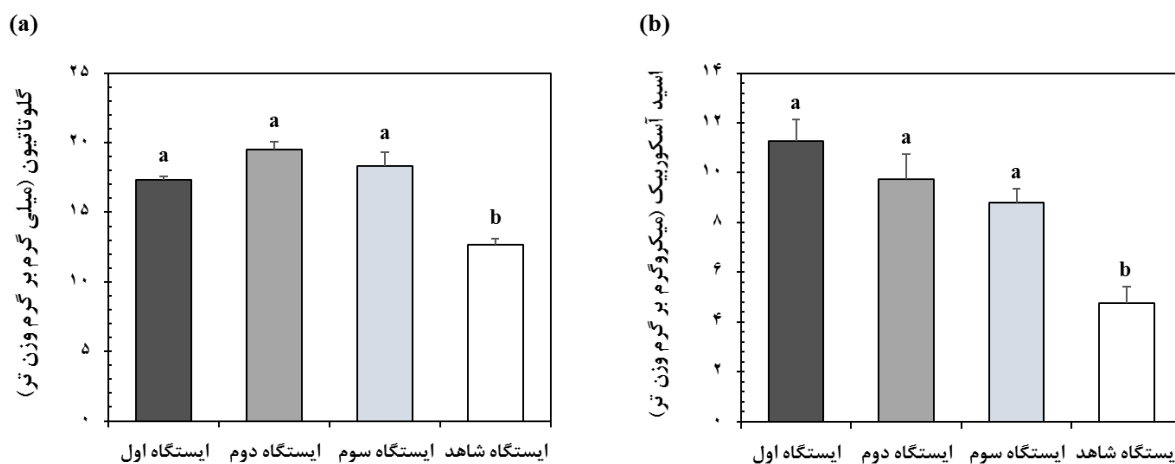 (a)
گلوتاتیون (میلی گرم بر گرم وزن تر)
۲۵
۲۰
۱۵
۱۰
۵
۰
a
a
a
b
ایستگاه اول
ایستگاه دوم
ایستگاه سوم
ایستگاه شاهد
(b)
اسید آسکوربیک (میکروگرم بر گرم وزن تر)
۱۴
۱۲
۱۰
۸
۶
۴
۲
۰
a
a
a
b
ایستگاه اول
ایستگاه دوم
ایستگاه سوم
ایستگاه شاهد